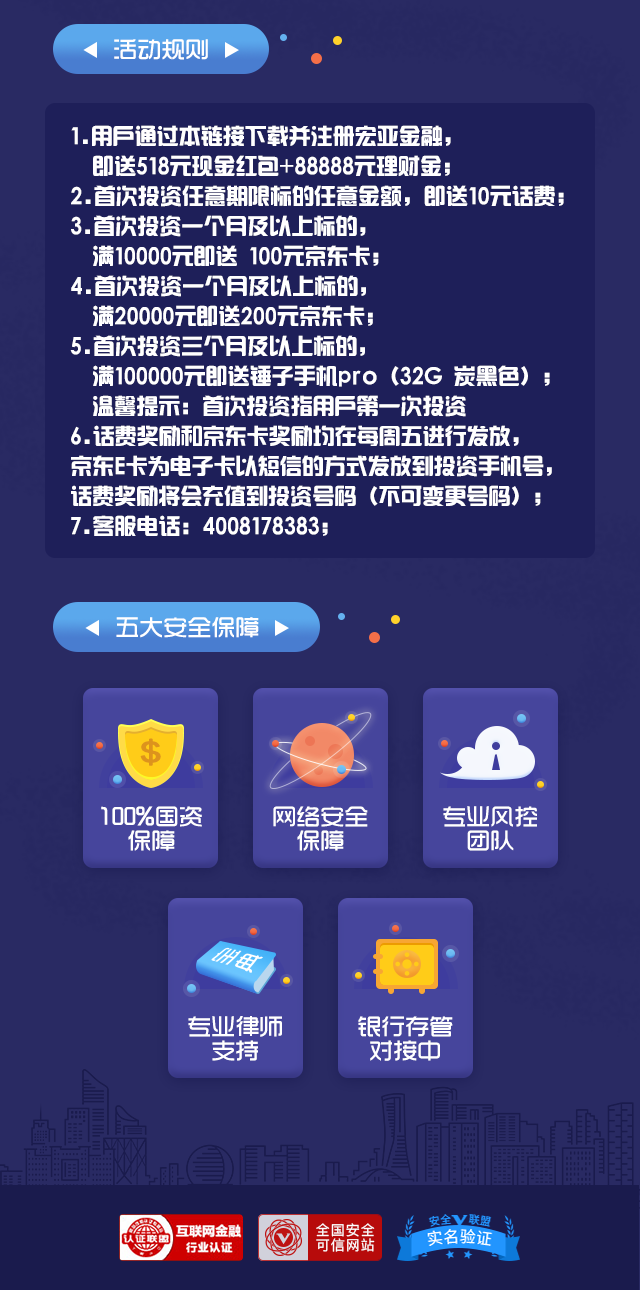 活动规则
1.用戶通过本链接下载并注册宏亚金融，
即送518元现金红包+88888元理财金；
2.首次投资任意期限标的任意金额，即送10元话费；
3.首次投资一个月及以上标的，
满10000元即送 100元京东卡；
4.首次投资一个月及以上标的，
满20000元即送200元京东卡；
5.首次投资三个月及以上标的，
满100000元即送锤子手机pro（32G 炭黑色）；
温馨提示：首次投资指用戶第一次投资
6.话费奖励和京东卡奖励均在每周五进行发放，
京东E卡为电子卡以短信的方式发放到投资手机号，
话费奖励将会充值到投资号码（不可变更号码）；
7.客服电话：4008178383；
五大安全保障
$
100%国资
保障
网络安全
保障
专业风控
团队
专业律师
支持
银行存管
对接中
认证联盟
互联网金融
行业认证
全国安全
可信网站
安全V联盟
实名验证